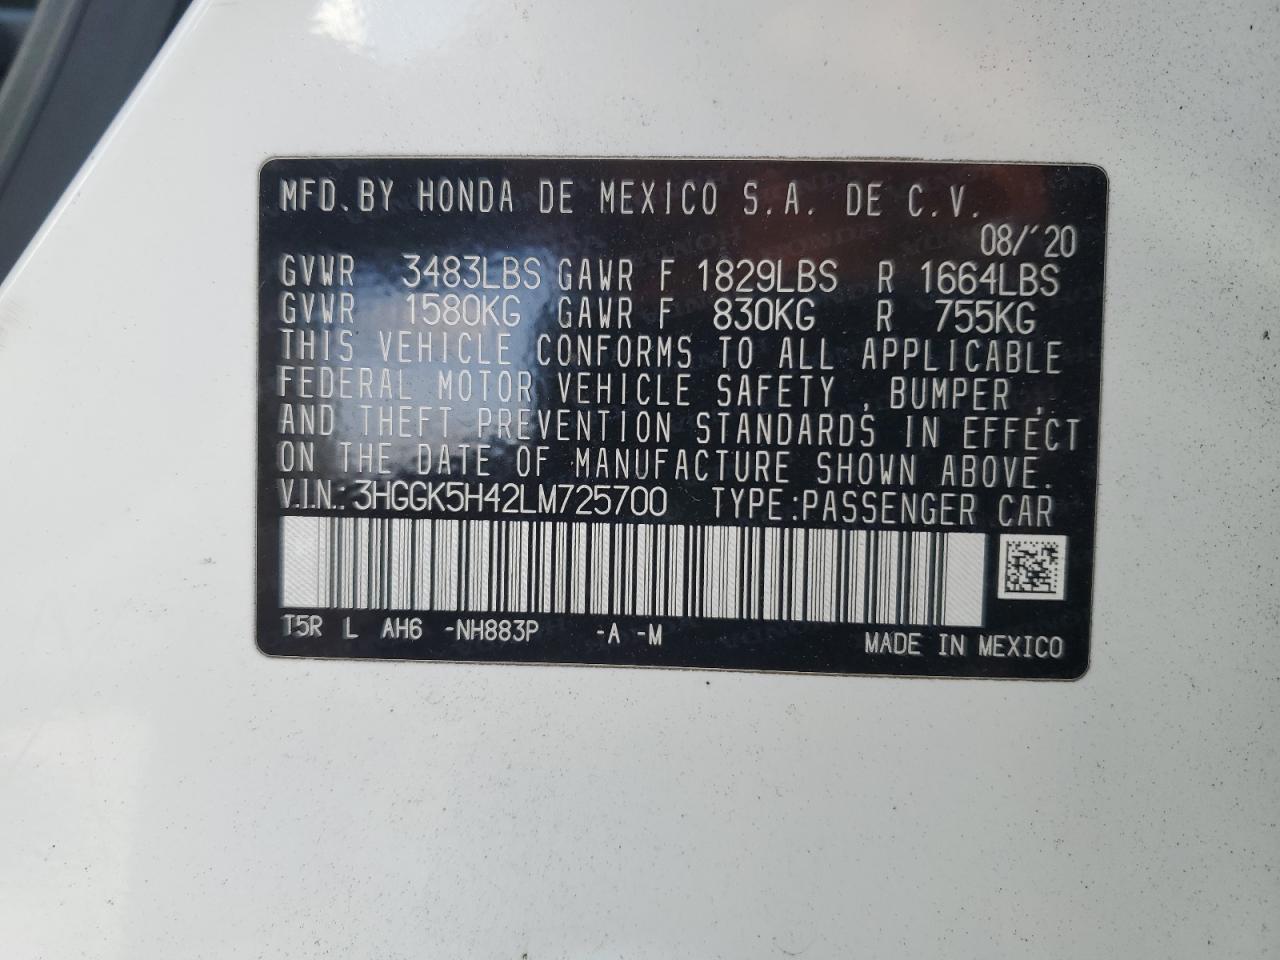 MFD.BY HONDA DE MEXICO S.A. DE C.V.
08/'20
GVWR 3483LBS GAWR F 1829LBS R 1664LBS
GVWR 1580KG GAWR F 830KG R 755KG
THIS VEHICLE CONFORMS TO ALL APPLICABLE
FEDERAL MOTOR VEHICLE SAFETY , BUMPER ,
AND THEFT PREVENTION STANDARDS IN EFFECT
ON THE DATE OF MANUFACTURE SHOWN ABOVE.
V.I.N.: 3HGGK5H42LM725700 TYPE:PASSENGER CAR
T5R L AH6 -NH883P -A -M
MADE IN MEXICO